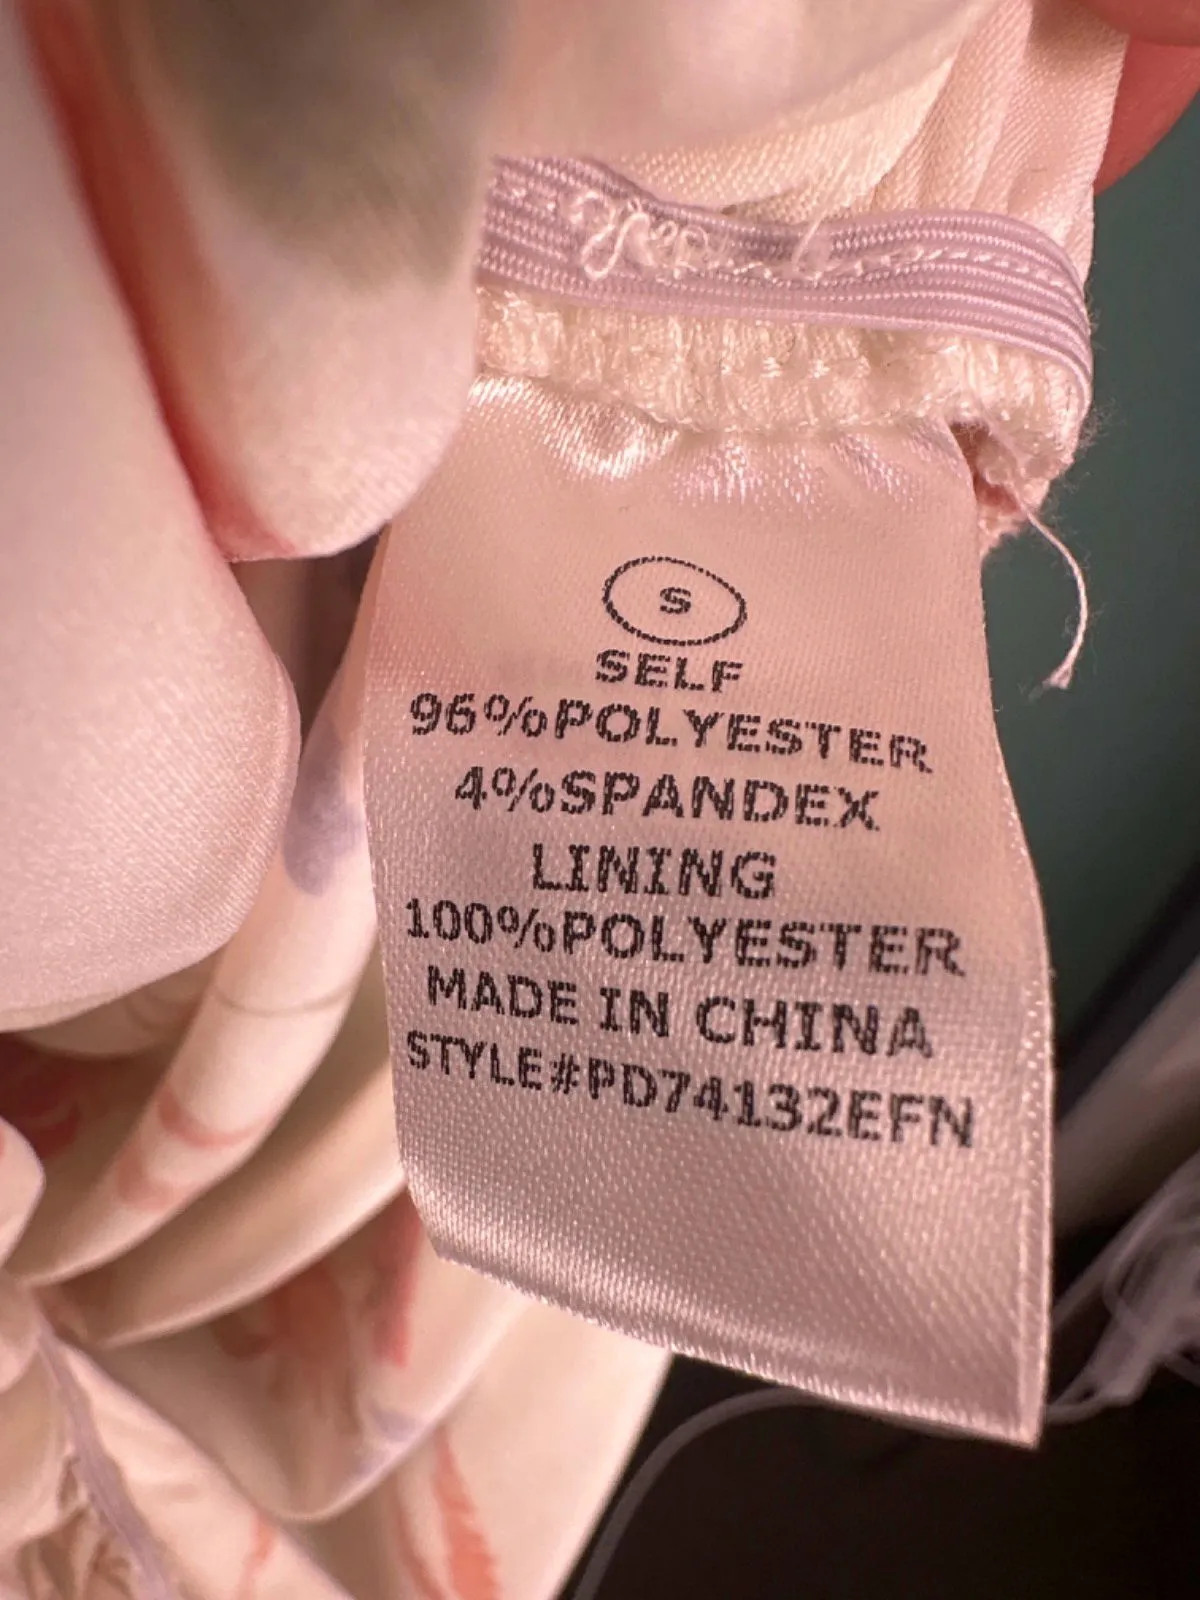 S
SELF
96%POLYESTER
4%SPANDEX
LINING
100%POLYESTER
MADE IN CHINA
STYLE#PD74132EFN